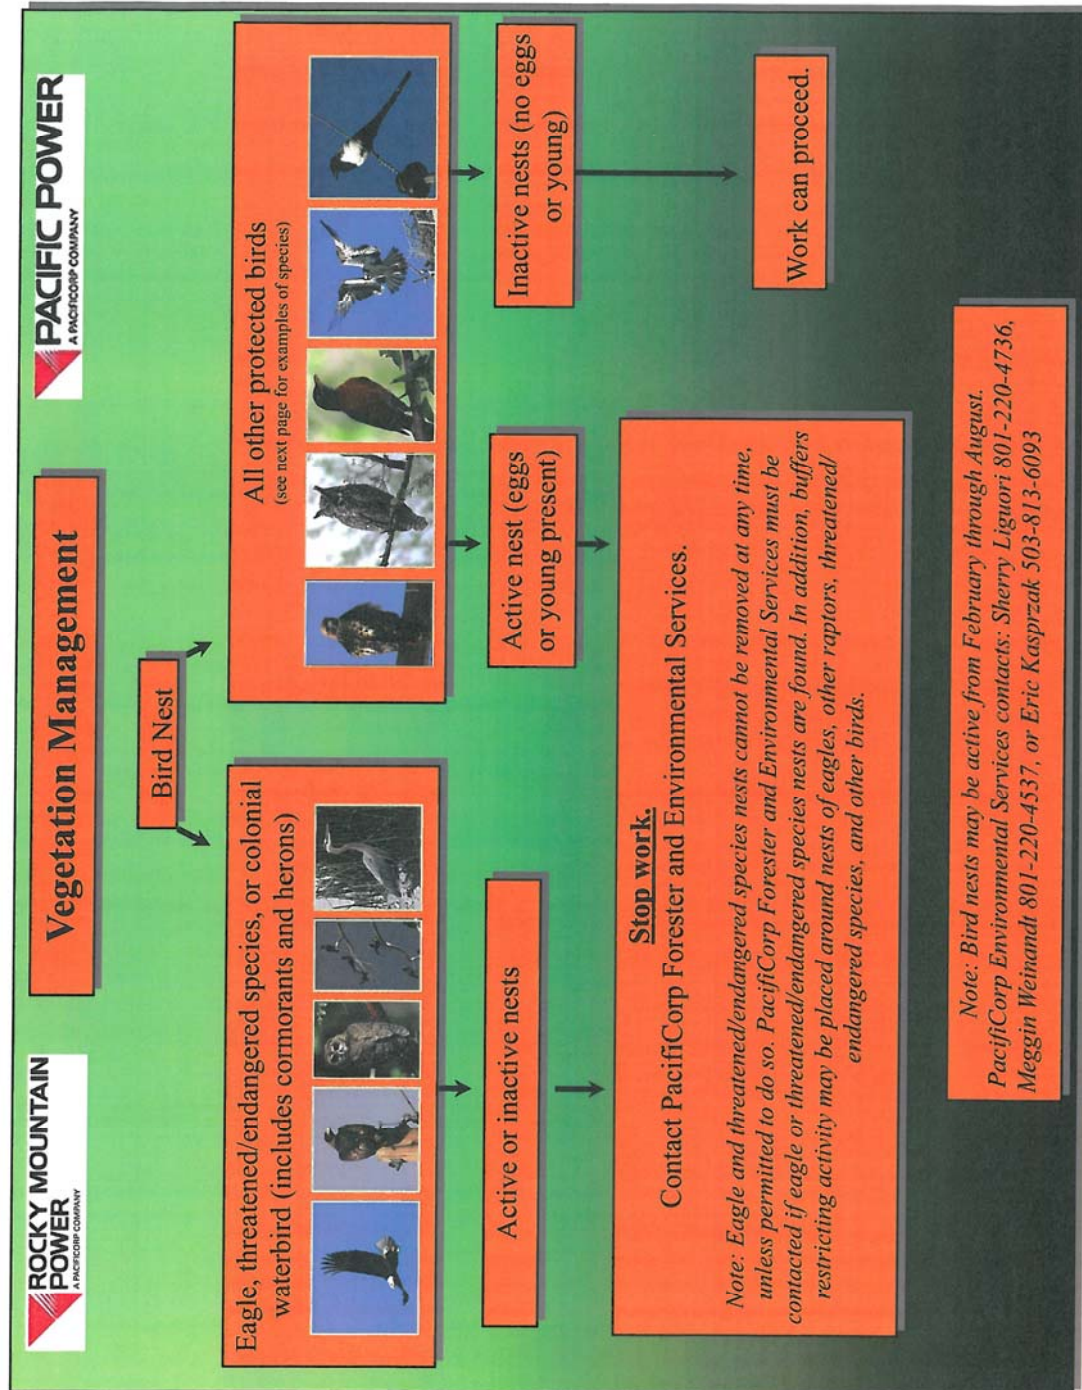 ROCKY MOUNTAIN
POWER
A PACIFICORP COMPANY
PACIFIC POWER
A PACIFICORP COMPANY
Vegetation Management
Bird Nest
Eagle, threatened/endangered species, or colonial
waterbird (includes cormorants and herons)
All other protected birds
(see next page for examples of species)
Active or inactive nests
Active nest (eggs
or young present)
Inactive nests (no eggs
or young)
Stop work.
Contact PacifiCorp Forester and Environmental Services.
Note: Eagle and threatened/endangered species nests cannot be removed at any time,
unless permitted to do so. PacifiCorp Forester and Environmental Services must be
contacted if eagle or threatened/endangered species nests are found. In addition, buffers
restricting activity may be placed around nests of eagles, other raptors, threatened/
endangered species, and other birds.
Work can proceed.
Note: Bird nests may be active from February through August.
PacifiCorp Environmental Services contacts: Sherry Liguori 801-220-4736,
Meggin Weinandt 801-220-4537, or Eric Kasprzak 503-813-6093